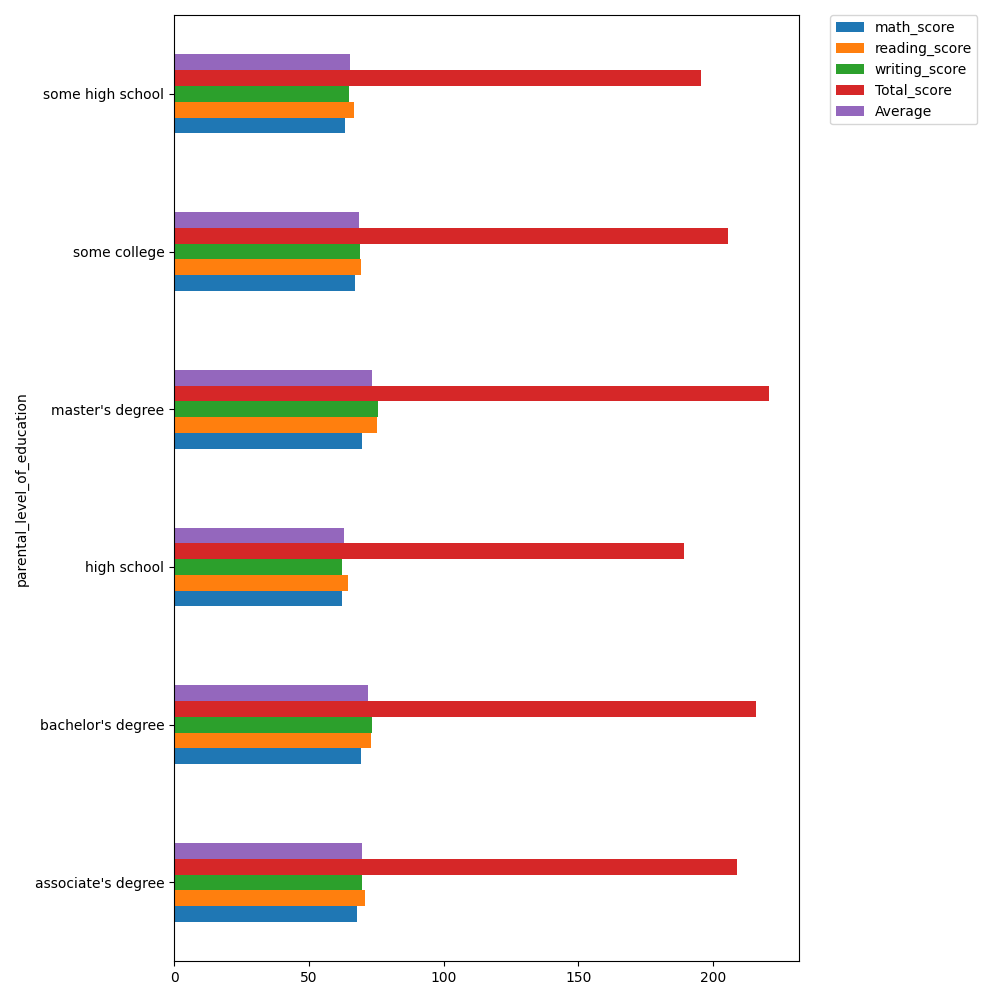 math_score
reading_score
writing_score
Total_score
Average
some high school
some college
master's degree
high school
bachelor's degree
associate's degree
parental_level_of_education
0 50 100 150 200